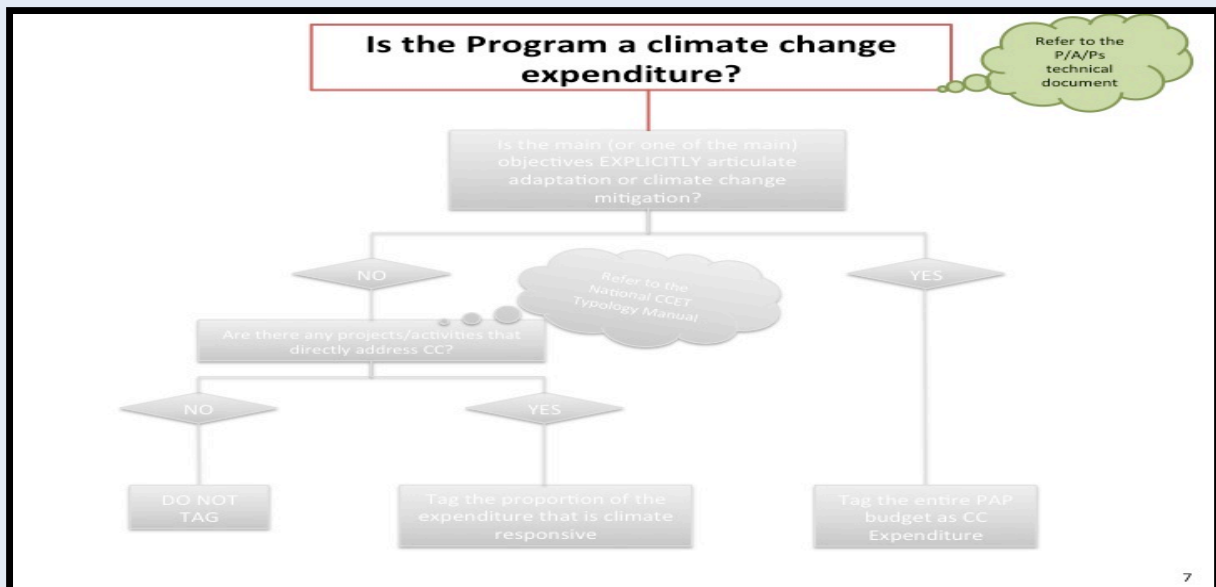 Is the Program a climate change
expenditure?
Refer to the
P/A/Ps
technical
document
Is the main (or one of the main)
objectives EXPLICITLY articulate
adaptation or climate change
mitigation?
NO
Refer to the
National CCET
Typology Manual
YES
Are there any projects/activities that
directly address CC?
NO
YES
DO NOT
TAG
Tag the proportion of the
expenditure that is climate
responsive
Tag the entire PAP
budget as CC
Expenditure
7